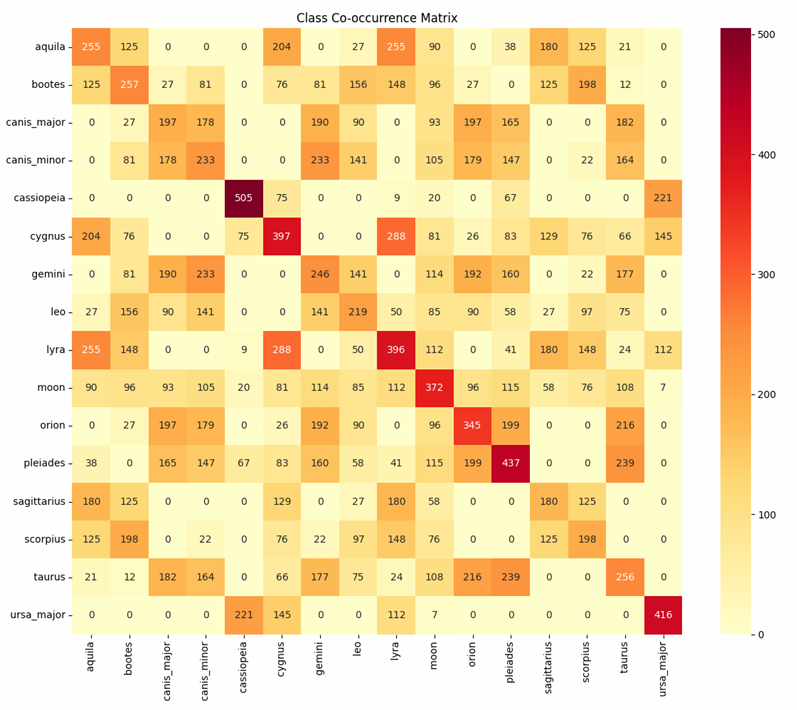 Class Co-occurrence Matrix
aquila 255 125 0 0 0 204 0 27 255 90 0 38 180 125 21 0
bootes 125 257 27 81 0 76 81 156 148 96 27 0 125 198 12 0
canis_major 0 27 197 178 0 0 190 90 0 93 197 165 0 0 182 0
canis_minor 0 81 178 233 0 0 233 141 0 105 179 147 0 22 164 0
cassiopeia 0 0 0 0 505 75 0 0 9 20 0 67 0 0 0 221
cygnus 204 76 0 0 75 397 0 0 288 81 26 83 129 76 66 145
gemini 0 81 190 233 0 0 246 141 0 114 192 160 0 22 177 0
leo 27 156 90 141 0 0 141 219 50 85 90 58 27 97 75 0
lyra 255 148 0 0 9 288 0 50 396 112 0 41 180 148 24 112
moon 90 96 93 105 20 81 114 85 112 372 96 115 58 76 108 7
orion 0 27 197 179 0 26 192 90 0 96 345 199 0 0 216 0
pleiades 38 0 165 147 67 83 160 58 41 115 199 437 0 0 239 0
sagittarius 180 125 0 0 0 129 0 27 180 58 0 0 180 125 0 0
scorpius 125 198 0 22 0 76 22 97 148 76 0 0 125 198 0 0
taurus 21 12 182 164 0 66 177 75 24 108 216 239 0 0 256 0
ursa_major 0 0 0 0 221 145 0 0 112 7 0 0 0 0 0 416
aquila bootes canis_major canis_minor cassiopeia cygnus gemini leo lyra moon orion pleiades sagittarius scorpius taurus ursa_major
500
400
300
200
100
0